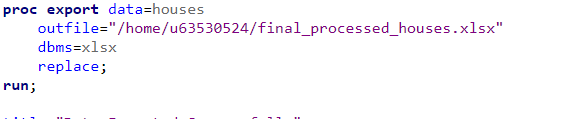 proc export data=houses
outfile="/home/u63530524/final_processed_houses.xlsx"
dbms=xlsx
replace;
run;